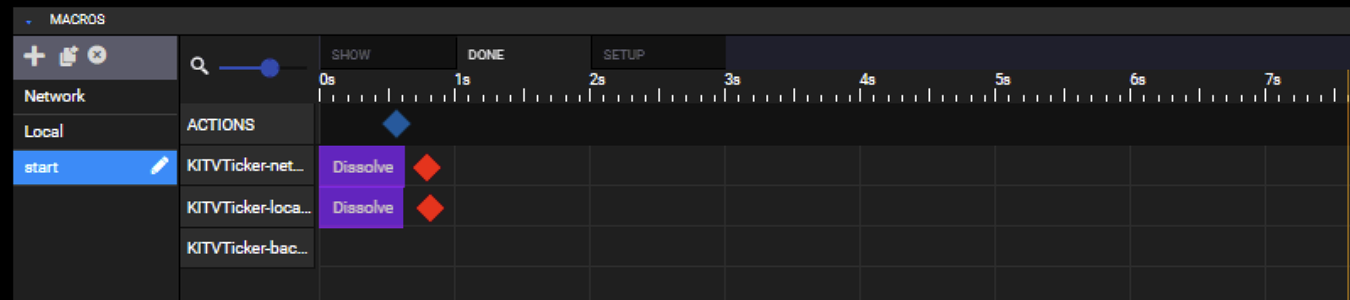 MACROS
SHOW DONE SETUP
0s 1s 2s 3s 4s 5s 6s 7s
Network
Local
start
ACTIONS
KITVTicker-net... Dissolve
KITVTicker-loca... Dissolve
KITVTicker-bac...